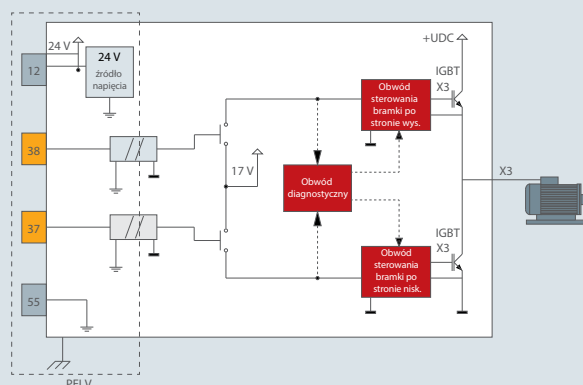 24 V
12
24 V
źródło
napięcia
+UDC
IGBT
X3
Obwód
sterowania
bramki po
stronie wys.
38
17 V
Obwód
diagnostyczny
X3
37
IGBT
X3
Obwód
sterowania
bramki po
stronie nisk.
55
PELV